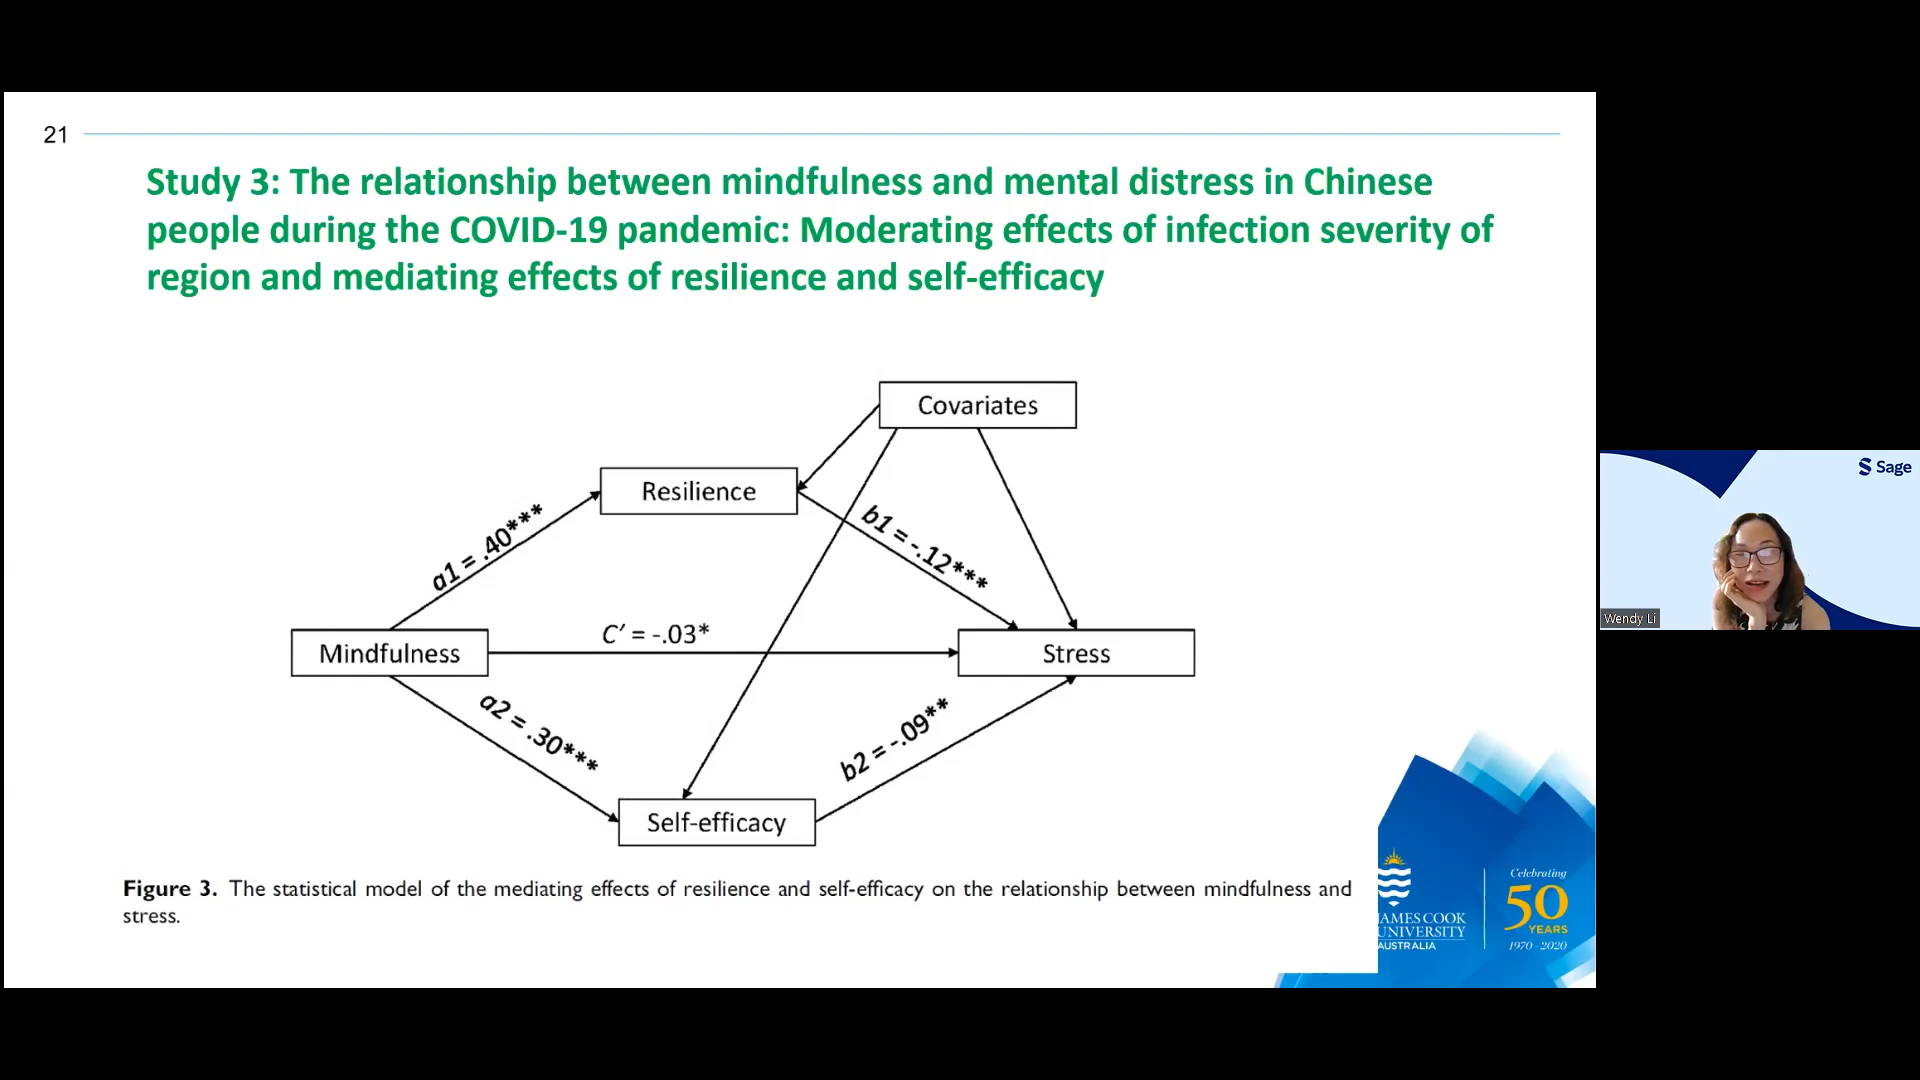 21
Study 3: The relationship between mindfulness and mental distress in Chinese
people during the COVID-19 pandemic: Moderating effects of infection severity of
region and mediating effects of resilience and self-efficacy
Covariates
Resilience
a1 = .40***
b1 = -.12***
Mindfulness
C′ = -.03*
Stress
a2 = .30***
b2 = -.09**
Self-efficacy
Figure 3. The statistical model of the mediating effects of resilience and self-efficacy on the relationship between mindfulness and
stress.
JAMES COOK
UNIVERSITY
AUSTRALIA
Celebrating
50
YEARS
1970 - 2020
Sage
Wendy Li